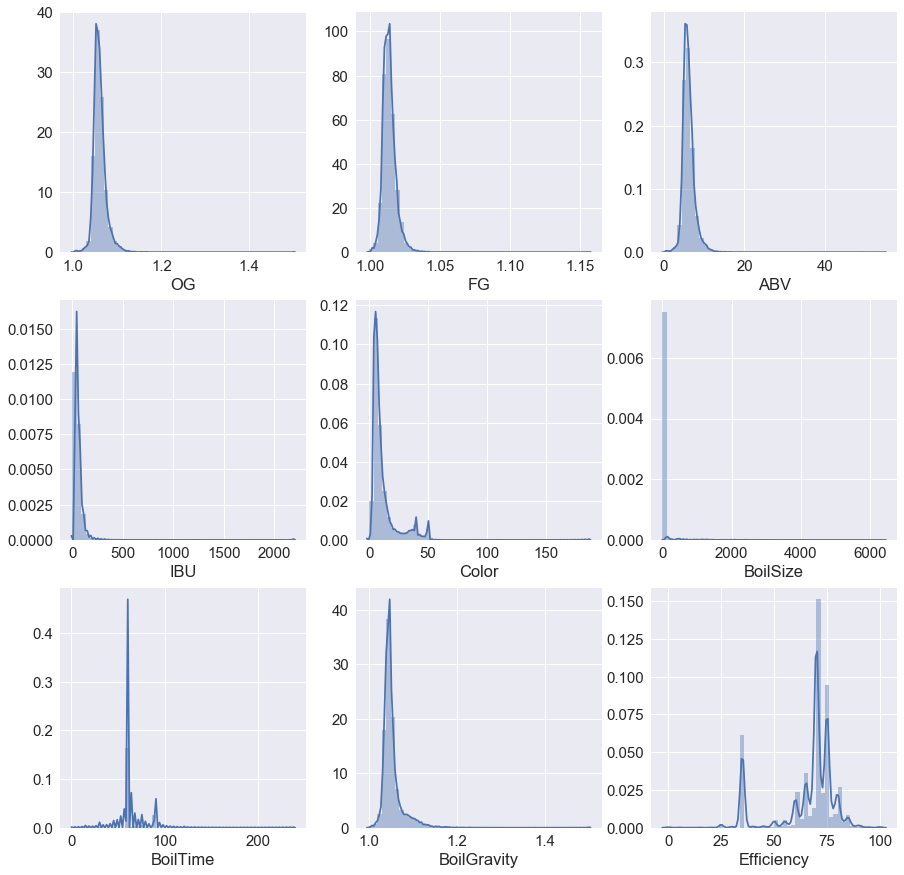 40
30
20
10
0
1.0 1.2 1.4
OG
100
80
60
40
20
0
1.00 1.05 1.10 1.15
FG
0.3
0.2
0.1
0.0
0 20 40
ABV
0.0150
0.0125
0.0100
0.0075
0.0050
0.0025
0.0000
0 500 1000 1500 2000
IBU
0.12
0.10
0.08
0.06
0.04
0.02
0.00
0 50 100 150
Color
0.006
0.004
0.002
0.000
0 2000 4000 6000
BoilSize
0.4
0.3
0.2
0.1
0.0
0 100 200
BoilTime
40
30
20
10
0
1.0 1.2 1.4
BoilGravity
0.150
0.125
0.100
0.075
0.050
0.025
0.000
0 25 50 75 100
Efficiency